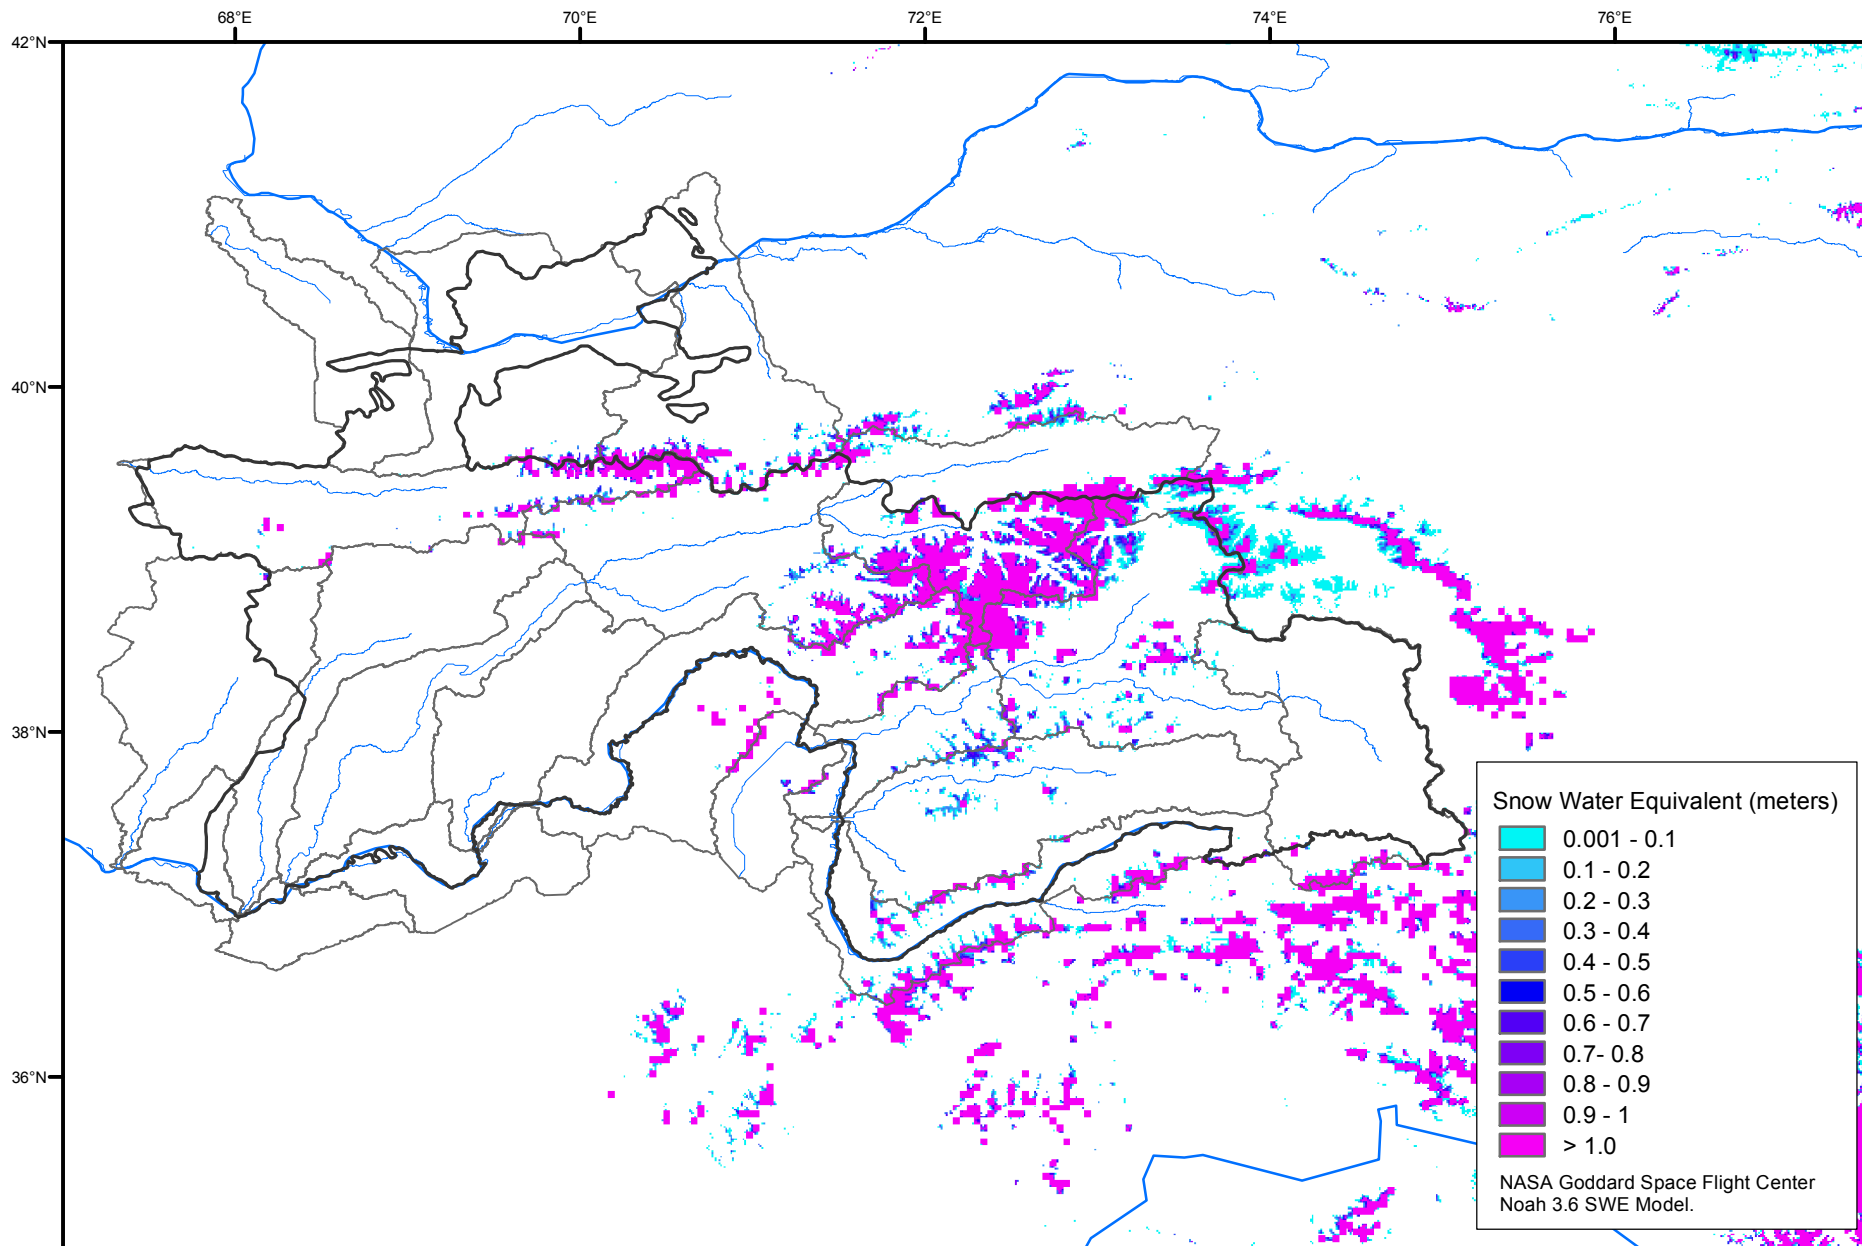 68°E
70°E
72°E
74°E
76°E
42°N
40°N
38°N
36°N
Snow Water Equivalent (meters)
0.001 - 0.1
0.1 - 0.2
0.2 - 0.3
0.3 - 0.4
0.4 - 0.5
0.5 - 0.6
0.6 - 0.7
0.7- 0.8
0.8 - 0.9
0.9 - 1
> 1.0
NASA Goddard Space Flight Center
Noah 3.6 SWE Model.